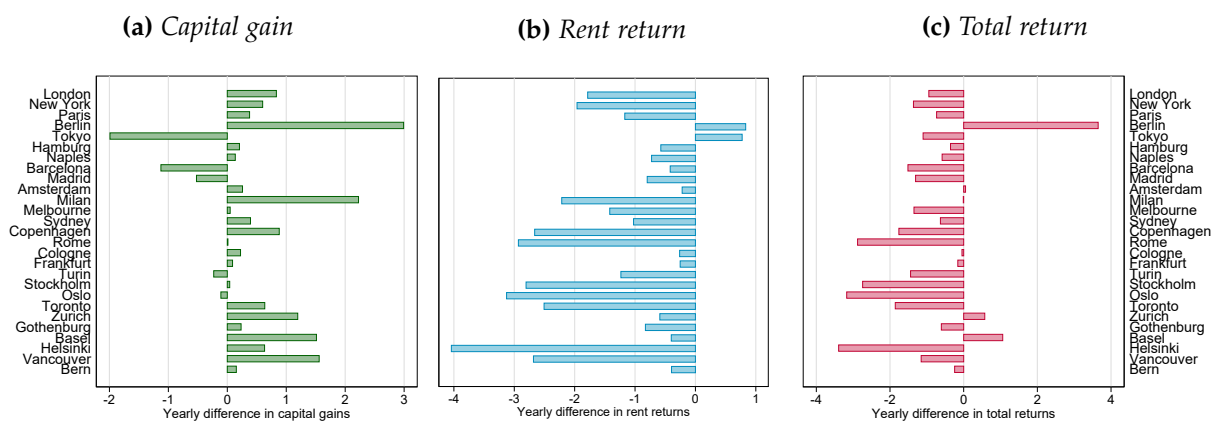 (a) Capital gain
London
New York
Paris
Berlin
Tokyo
Hamburg
Naples
Barcelona
Madrid
Amsterdam
Milan
Melbourne
Sydney
Copenhagen
Rome
Cologne
Frankfurt
Turin
Stockholm
Oslo
Toronto
Zurich
Gothenburg
Basel
Helsinki
Vancouver
Bern
-2 -1 0 1 2 3
Yearly difference in capital gains
(b) Rent return
-4 -3 -2 -1 0 1
Yearly difference in rent returns
(c) Total return
London
New York
Paris
Berlin
Tokyo
Hamburg
Naples
Barcelona
Madrid
Amsterdam
Milan
Melbourne
Sydney
Copenhagen
Rome
Cologne
Frankfurt
Turin
Stockholm
Oslo
Toronto
Zurich
Gothenburg
Basel
Helsinki
Vancouver
Bern
-4 -2 0 2 4
Yearly difference in total returns